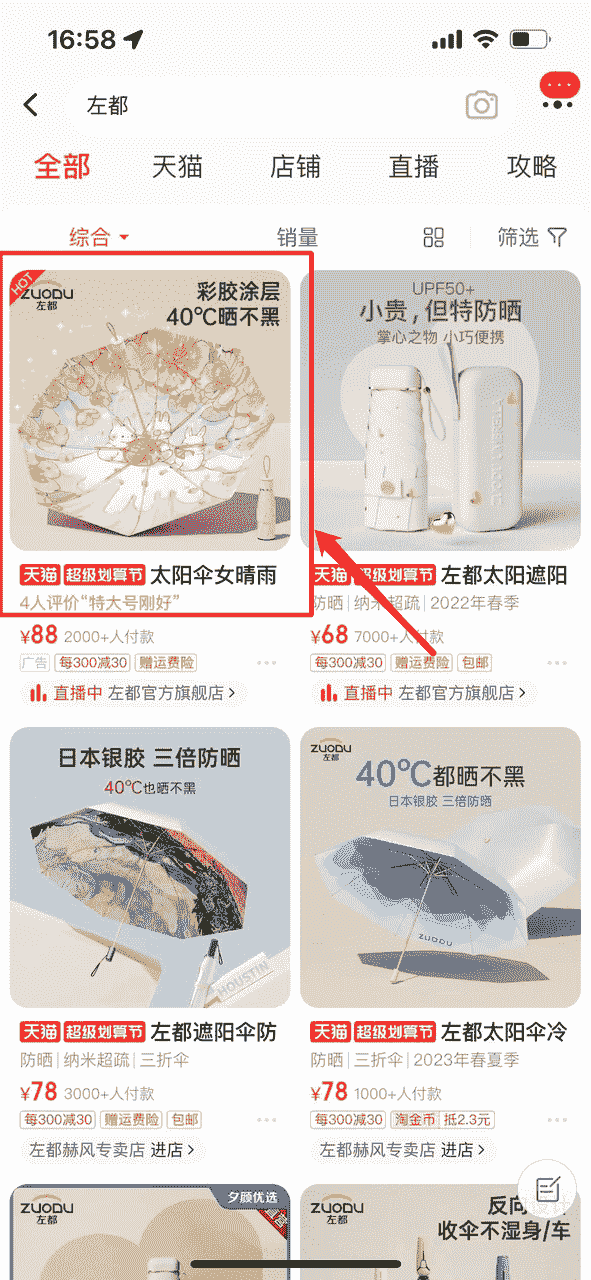 16:58
左都
全部
天猫
店铺
直播
攻略
综合
销量
筛选
HOT
ZUODU
左都
彩胶涂层
40℃晒不黑
天猫 超级划算节 太阳伞女晴雨
4人评价“特大号刚好”
¥88 2000+人付款
广告 每300减30 赠运费险
直播中 左都官方旗舰店
UPF50+
小贵，但特防晒
掌心之物 小巧便携
天猫 超级划算节 左都太阳遮阳
防晒 | 纳米超疏 | 2022年春季
¥68 7000+人付款
每300减30 赠运费险 包邮
直播中 左都官方旗舰店
日本银胶 三倍防晒
40℃也晒不黑
HOUSTIN
天猫 超级划算节 左都遮阳伞防
防晒 | 纳米超疏 | 三折伞
¥78 3000+人付款
每300减30 赠运费险 包邮
左都赫风专卖店 进店
ZUODU
左都
40℃都晒不黑
日本银胶 三倍防晒
ZUODU
天猫 超级划算节 左都太阳伞冷
防晒 | 三折伞 | 2023年春夏季
¥78 1000+人付款
每300减30 淘金币 抵2.3元
左都赫风专卖店 进店
ZUODU
左都
夕颜优选
ZUODU
左都
反向
收伞不湿身/车